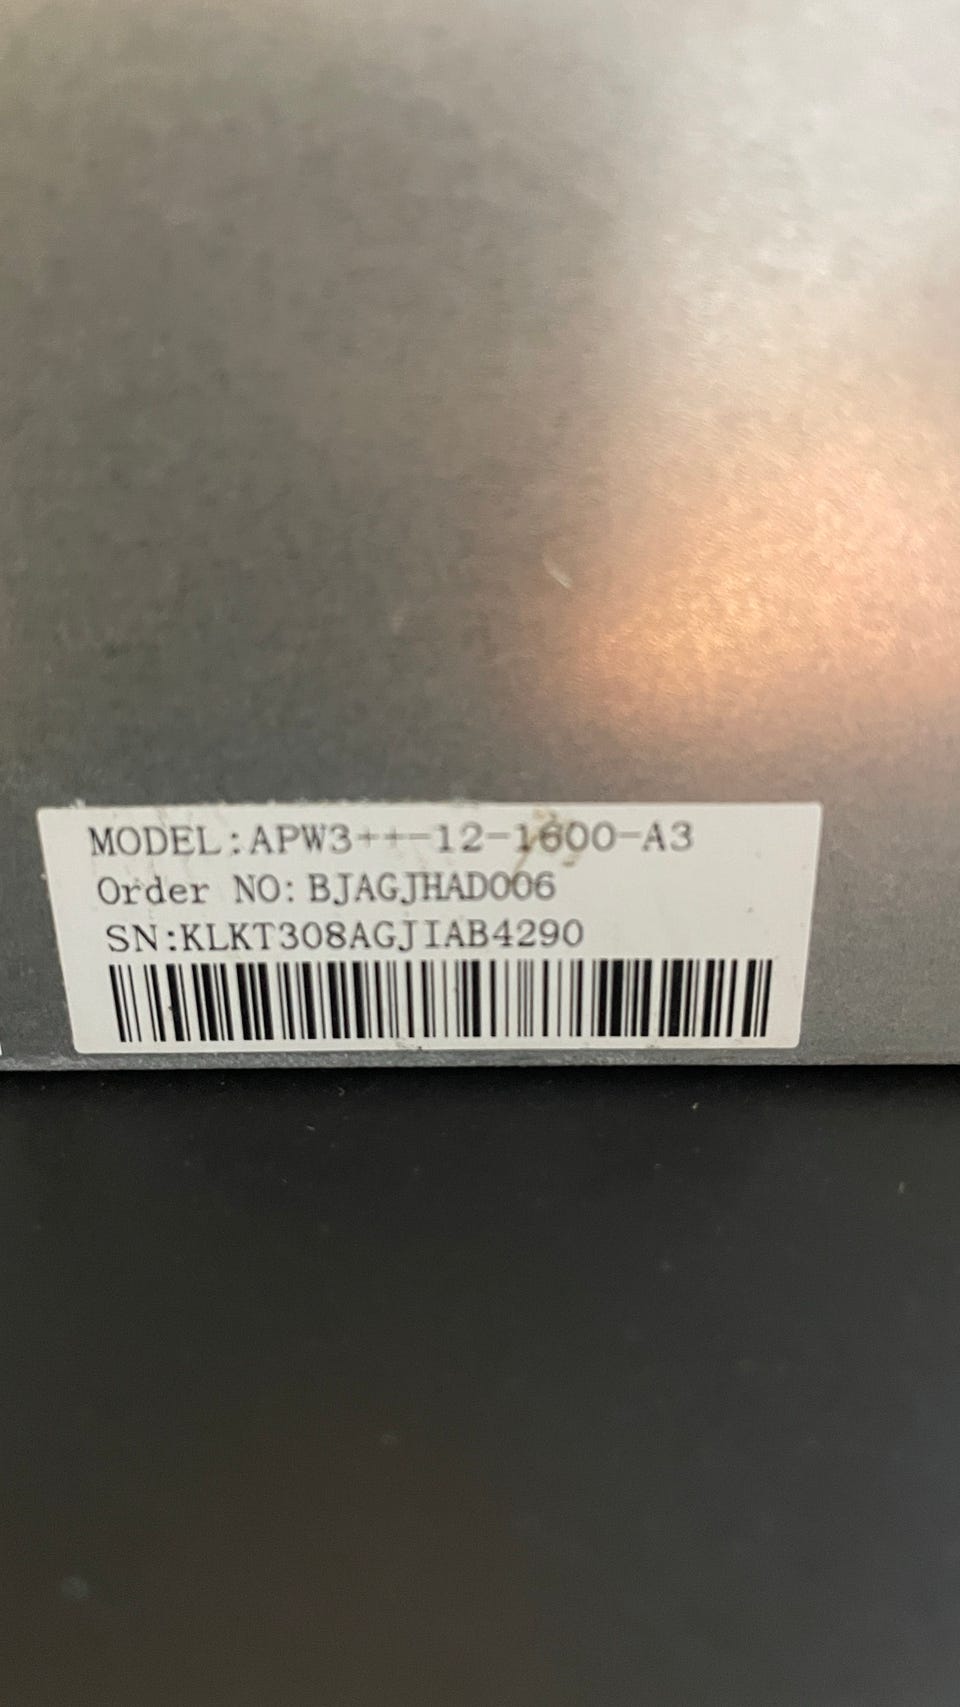 MODEL:APW3++-12-1600-A3
Order NO: BJAGJHAD006
SN:KLKT308AGJIAB4290